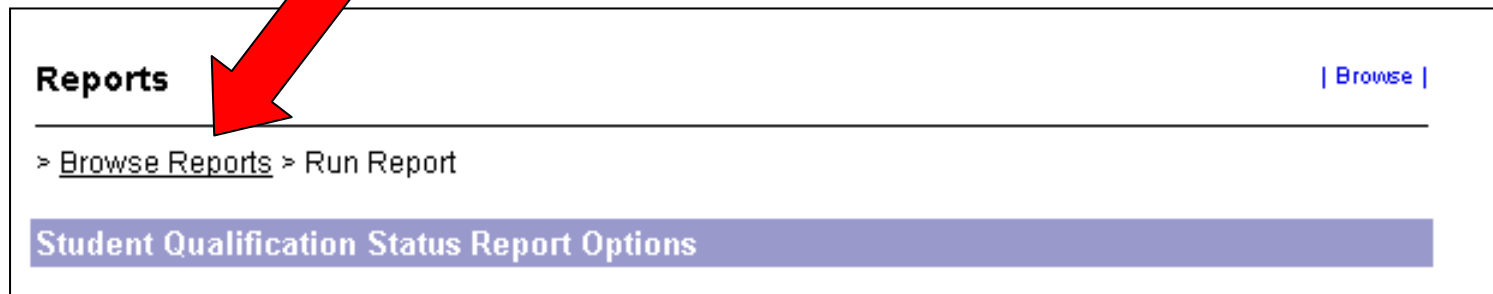 Reports
| Browse |
> Browse Reports > Run Report
Student Qualification Status Report Options